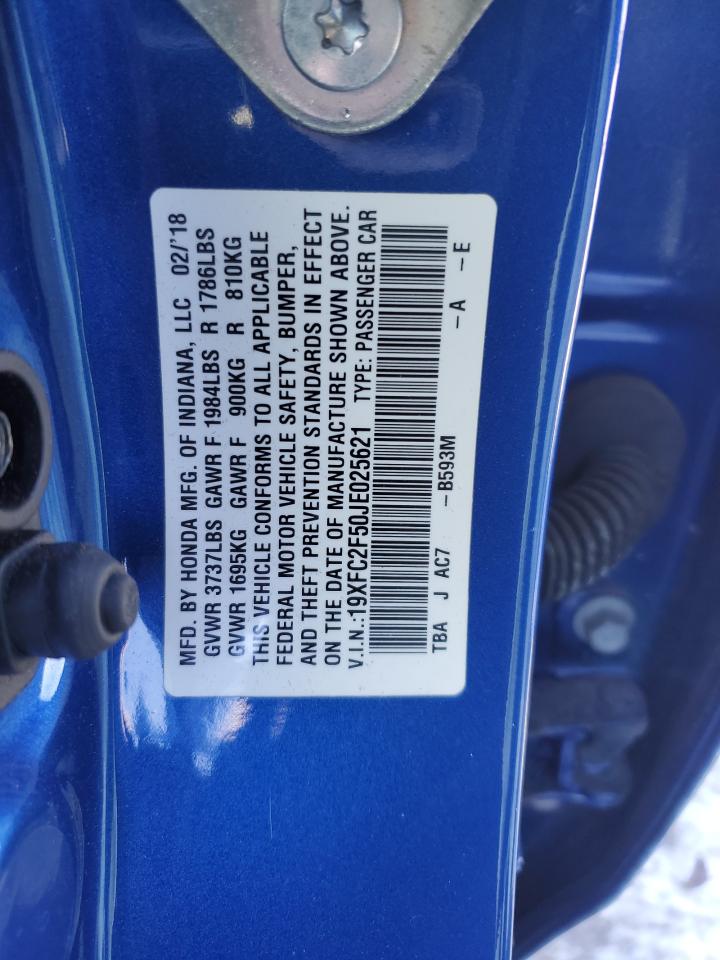 MFD. BY HONDA MFG. OF INDIANA, LLC 02/'18
GVWR 3737LBS GAWR F 1984LBS R 1786LBS
GVWR 1695KG GAWR F 900KG R 810KG
THIS VEHICLE CONFORMS TO ALL APPLICABLE
FEDERAL MOTOR VEHICLE SAFETY, BUMPER,
AND THEFT PREVENTION STANDARDS IN EFFECT
ON THE DATE OF MANUFACTURE SHOWN ABOVE.
V.I.N.:19XFC2F50JE025621 TYPE: PASSENGER CAR
TBA J AC7 -B593M -A -E